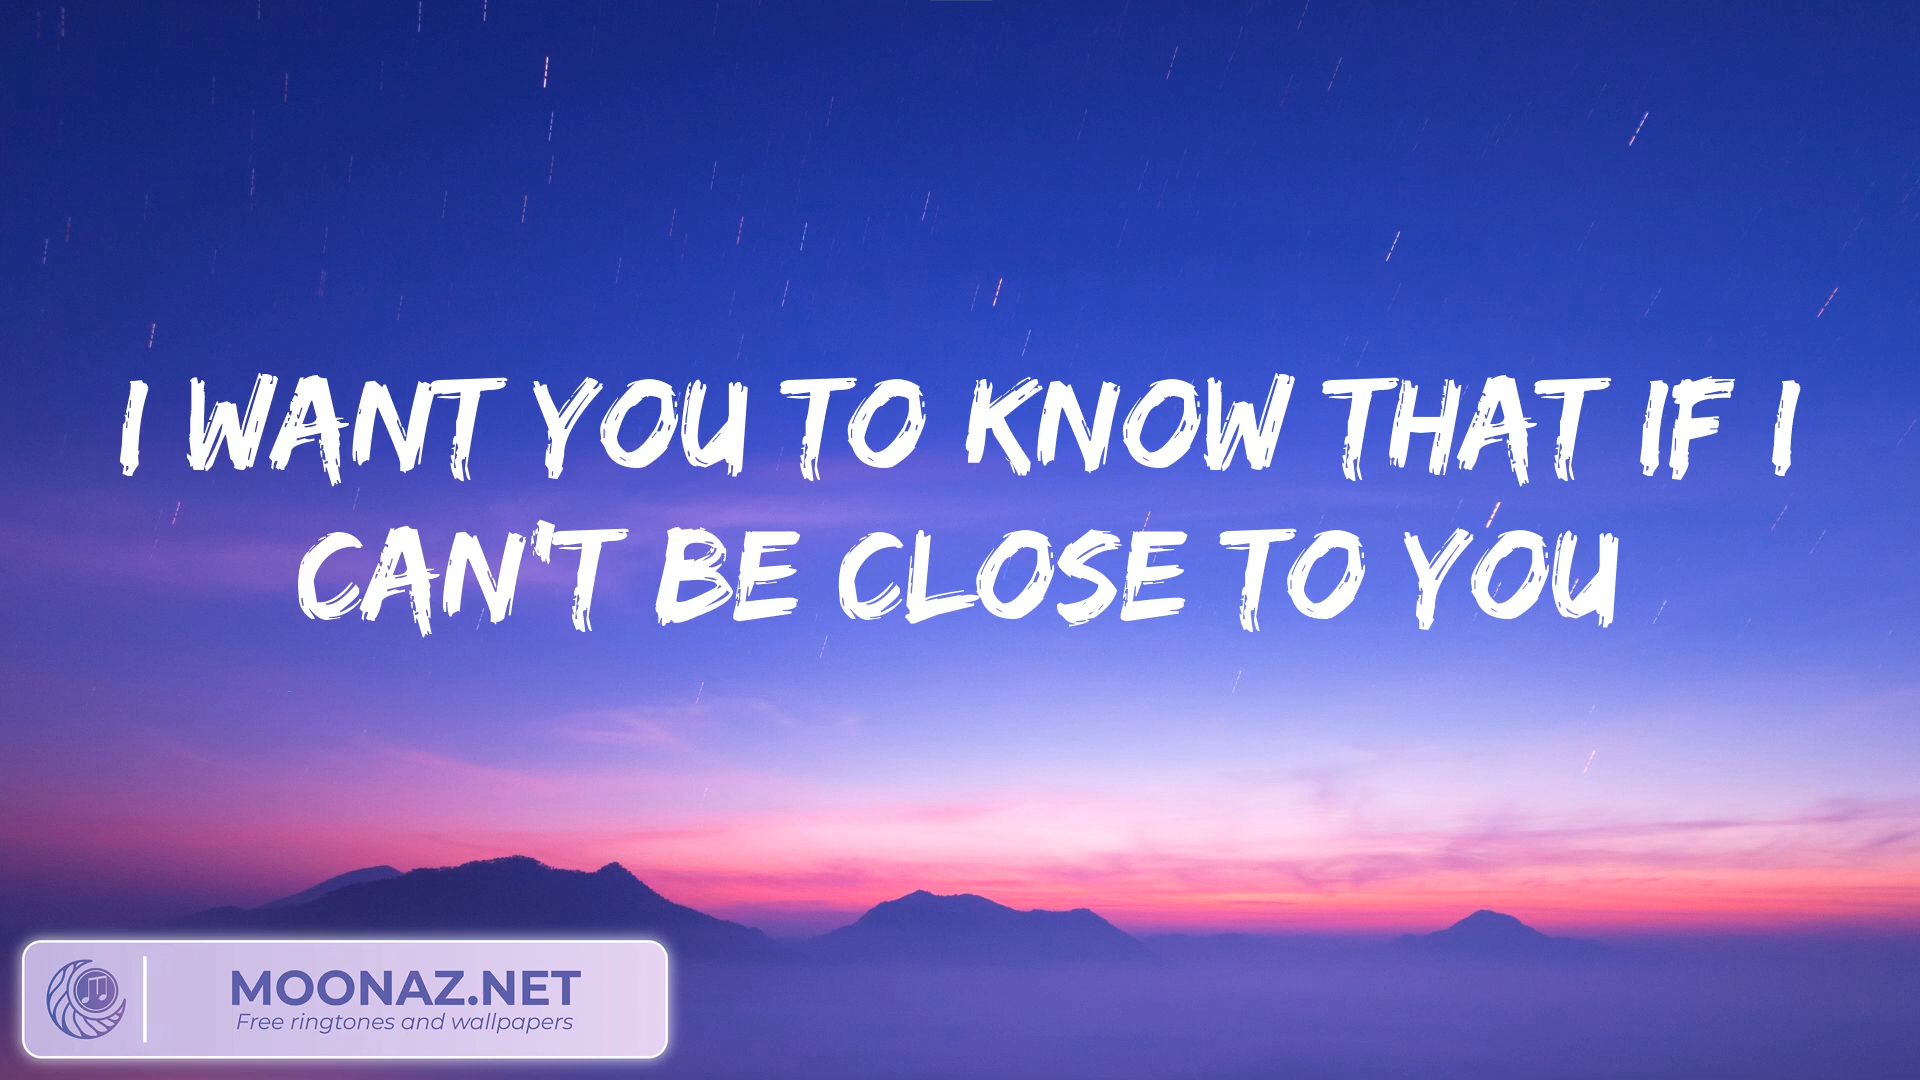 I WANT YOU TO KNOW THAT IF I
CAN'T BE CLOSE TO YOU
MOONAZ.NET
Free ringtones and wallpapers